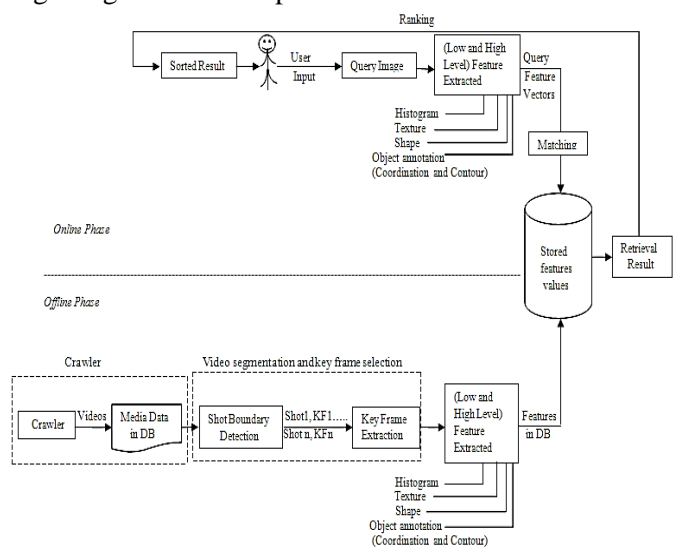 Ranking
Sorted Result
User
Input
Query Image
(Low and High
Level) Feature
Extracted
Query
Feature
Vectors
Histogram
Texture
Shape
Object annotation
(Coordination and Contour)
Matching
Online Phase
Stored
features
values
Retrieval
Result
Offline Phase
Crawler
Video segmentation andkey frame selection
Crawler
Videos
Media Data
in DB
Shot Boundary
Detection
Shot1, KF1.....
Shot n, KFn
Key Frame
Extraction
(Low and
High Level)
Feature
Extracted
Features
in DB
Histogram
Texture
Shape
Object annotation
(Coordination and Contour)